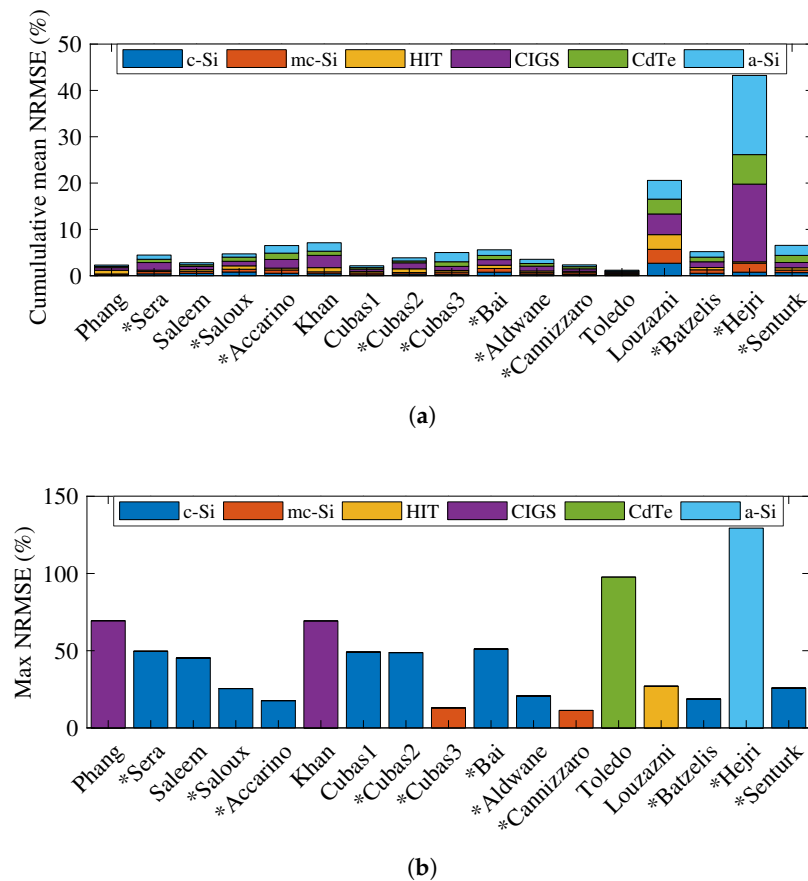 50
40
30
20
10
0
Cumulative mean NRMSE (%)
c-Si mc-Si HIT CIGS CdTe a-Si
Phang *Sera Saleem *Saloux *Accarino Khan Cubas1 *Cubas2 *Cubas3 *Bai *Aldwane *Cannizzaro Toledo Louzazni *Batzelis *Hejri *Senturk
(a)
150
100
50
0
Max NRMSE (%)
c-Si mc-Si HIT CIGS CdTe a-Si
Phang *Sera Saleem *Saloux *Accarino Khan Cubas1 *Cubas2 *Cubas3 *Bai *Aldwane *Cannizzaro Toledo Louzazni *Batzelis *Hejri *Senturk
(b)